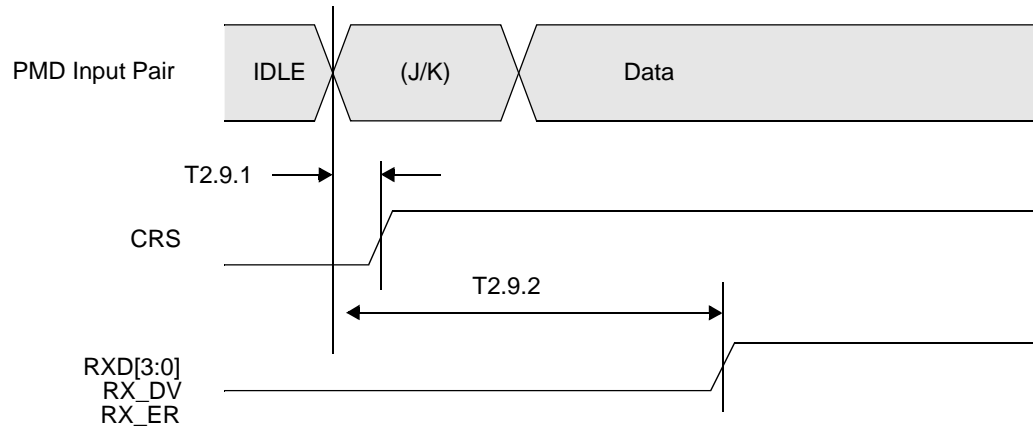 PMD Input Pair
IDLE
(J/K)
Data
T2.9.1
CRS
T2.9.2
RXD[3:0]
RX_DV
RX_ER